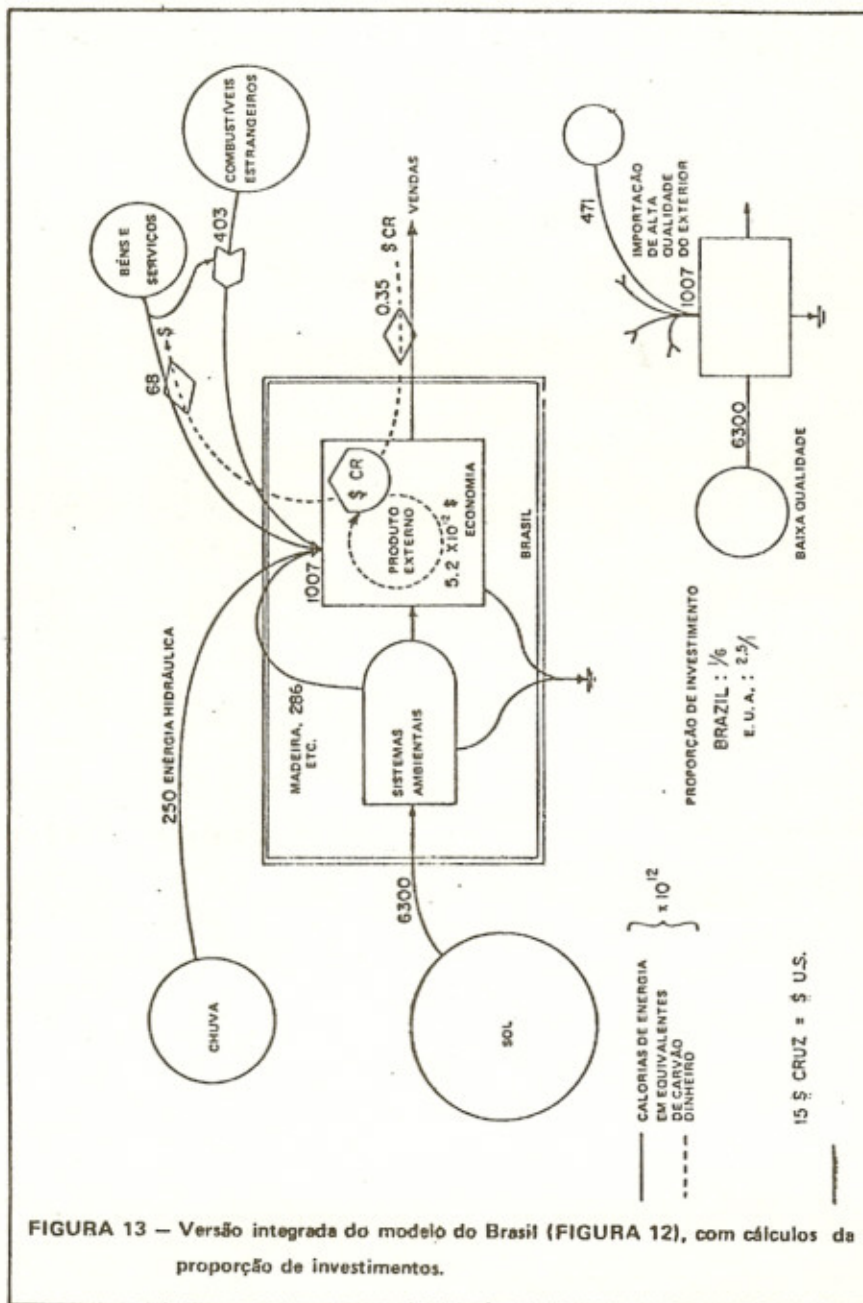 BÉNS E
SERVIÇOS
COMBUSTÍVEIS
ESTRANGEIROS
68
$
403
250 ENÉRGIA HIDRÁULICA
CHUVA
MADEIRA, 286
ETC.
1007
$ CR
PRODUTO
EXTERNO
5.2 X10¹² $
ECONOMIA
0.35
$ CR
VENDAS
SISTEMAS
AMBIENTAIS
BRASIL
6300
SOL
471
IMPORTAÇÃO
DE ALTA
QUALIDADE
DO EXTERIOR
1007
6300
BAIXA QUALIDADE
PROPORÇÃO DE INVESTIMENTO
BRAZIL : 1/6
E. U. A. : 2.5/1
CALORIAS DE ENERGIA
EM EQUIVALENTES
DE CARVÃO
DINHEIRO
x 10¹²
15 $ CRUZ = $ U.S.
FIGURA 13 — Versão integrada do modelo do Brasil (FIGURA 12), com cálculos da
proporção de investimentos.